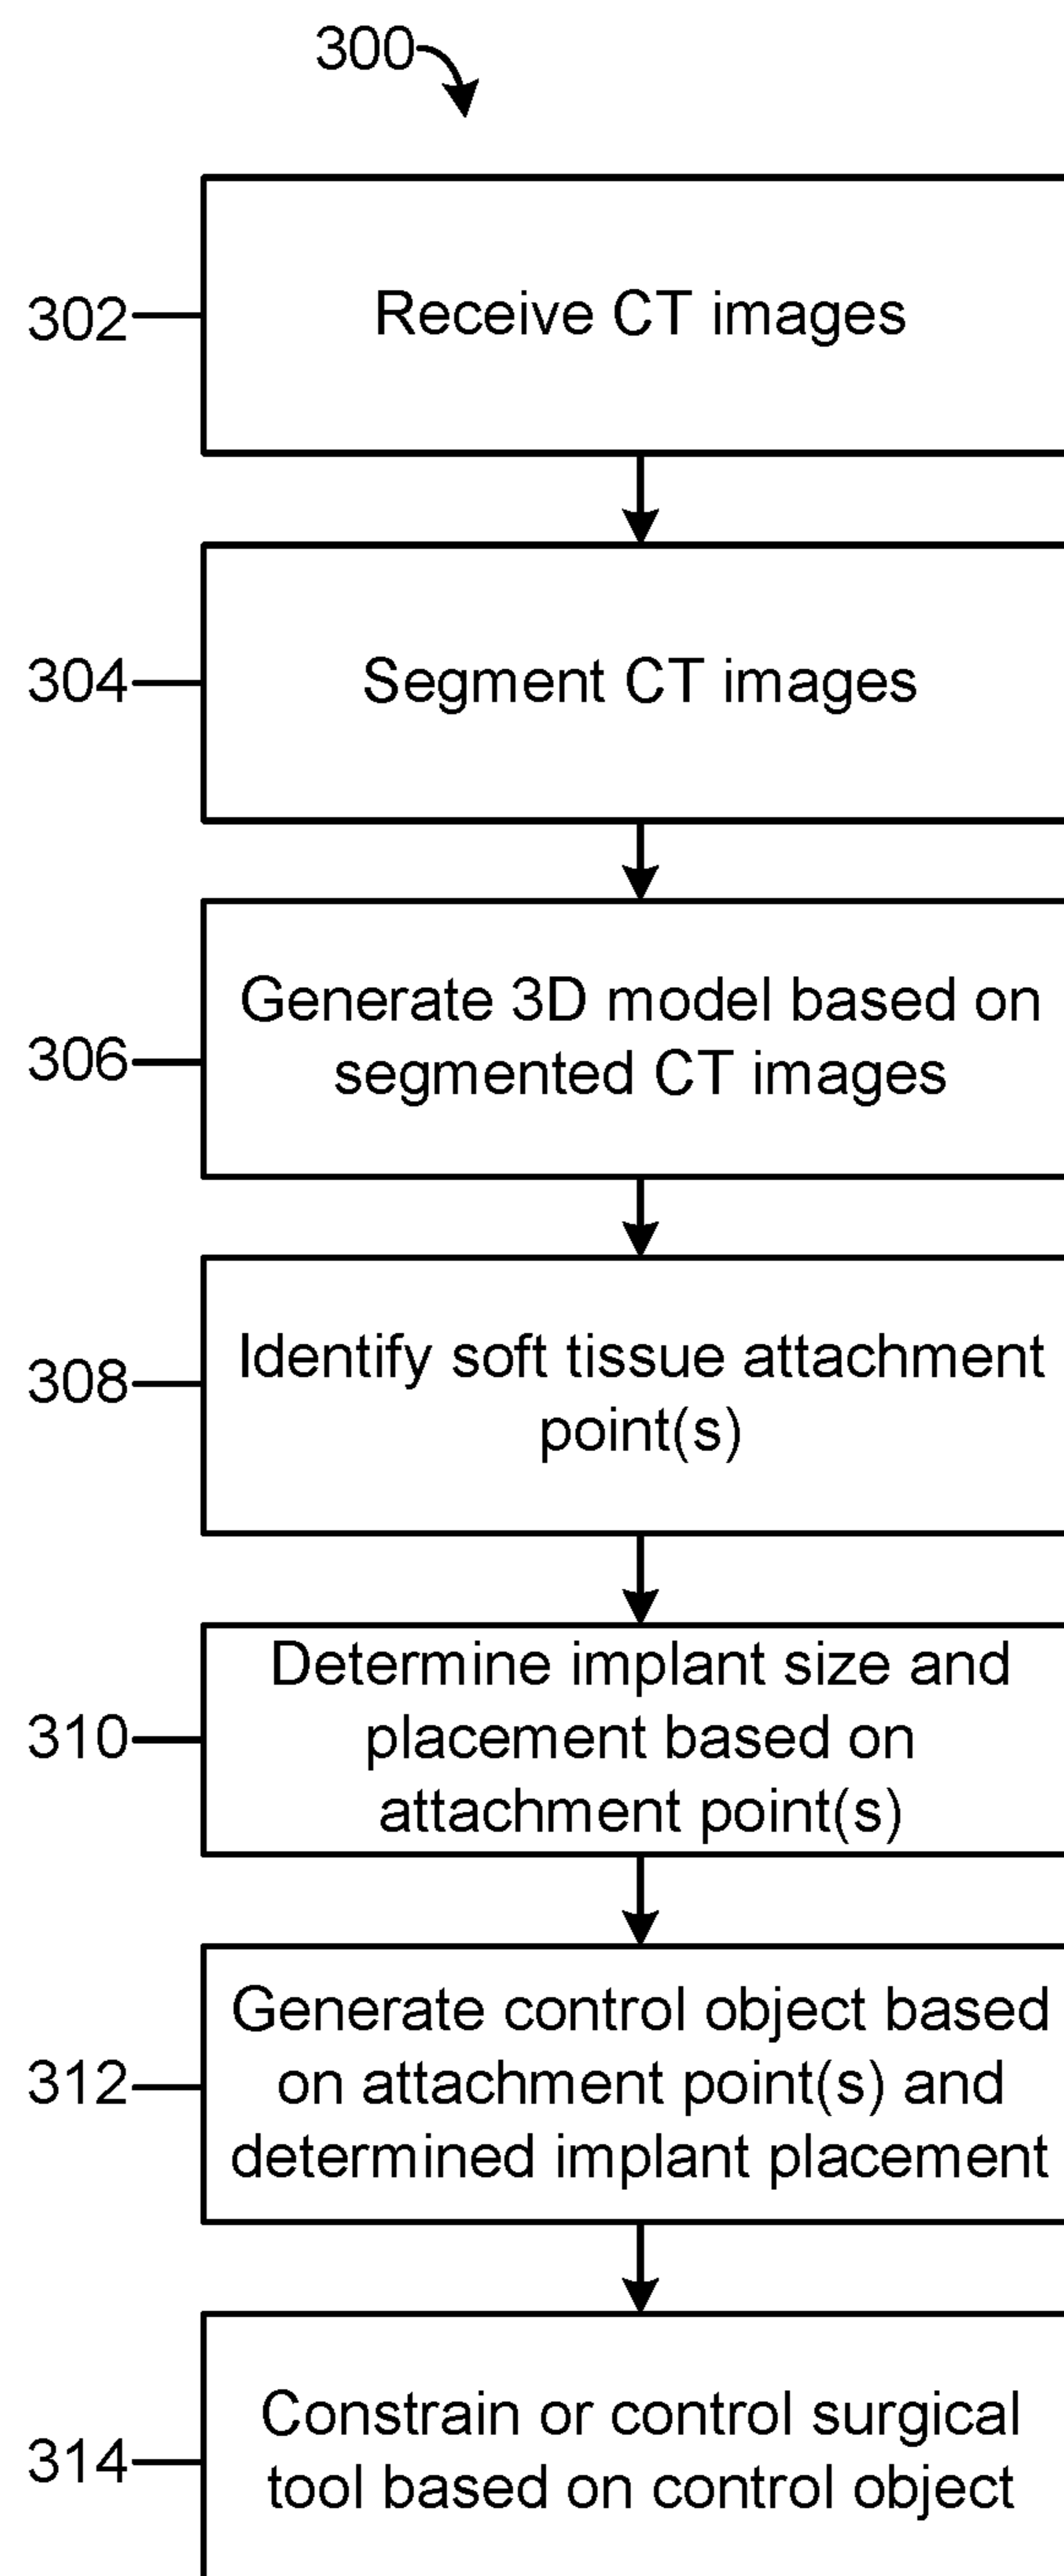 300
302
Receive CT images
304
Segment CT images
306
Generate 3D model based on
segmented CT images
308
Identify soft tissue attachment
point(s)
310
Determine implant size and
placement based on
attachment point(s)
312
Generate control object based
on attachment point(s) and
determined implant placement
314
Constrain or control surgical
tool based on control object